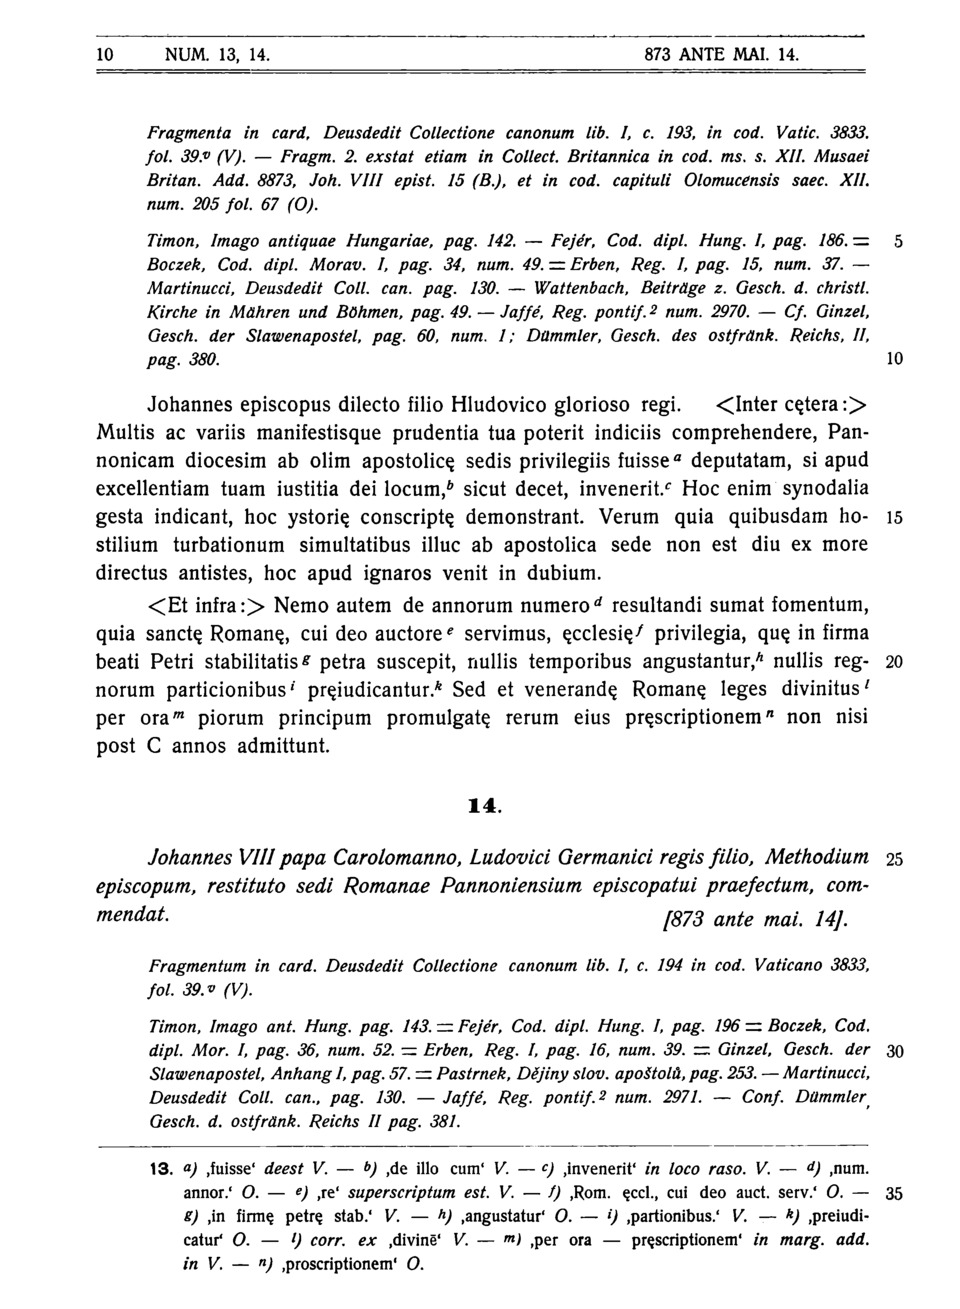 10 NUM. 13, 14. 873 ANTE MAI. 14.
Fragmenta in card, Deusdedit Collectione canonum lib. I, c. 193, in cod. Vatic. 3833.
fol. 39.v (V). — Fragm. 2. exstat etiam in Collect. Britannica in cod. ms. s. XII. Musaei
Britan. Add. 8873, Joh. VIII epist. 15 (B.), et in cod. capituli Olomucensis saec. XII.
num. 205 fol. 67 (O).
Timon, Imago antiquae Hungariae, pag. 142. — Fejér, Cod. dipl. Hung. I, pag. 186. = 5
Boczek, Cod. dipl. Morav. I, pag. 34, num. 49. = Erben, Reg. I, pag. 15, num. 37. —
Martinucci, Deusdedit Coll. can. pag. 130. — Wattenbach, Beiträge z. Gesch. d. christl.
Kirche in Mähren und Böhmen, pag. 49. — Jaffé, Reg. pontif.² num. 2970. — Cf. Ginzel,
Gesch. der Slawenapostel, pag. 60, num. 1; Dümmler, Gesch. des ostfränk. Reichs, II,
pag. 380. 10
Johannes episcopus dilecto filio Hludovico glorioso regi. <Inter cętera:>
Multis ac variis manifestisque prudentia tua poterit indiciis comprehendere, Pan-
nonicam diocesim ab olim apostolicę sedis privilegiis fuisse a deputatam, si apud
excellentiam tuam iustitia dei locum,b sicut decet, invenerit.c Hoc enim synodalia
gesta indicant, hoc ystorię conscriptę demonstrant. Verum quia quibusdam ho- 15
stilium turbationum simultatibus illuc ab apostolica sede non est diu ex more
directus antistes, hoc apud ignaros venit in dubium.
<Et infra:> Nemo autem de annorum numero d resultandi sumat fomentum,
quia sanctę Romanę, cui deo auctore e servimus, ęcclesię f privilegia, quę in firma
beati Petri stabilitatis g petra suscepit, nullis temporibus angustantur,h nullis reg- 20
norum particionibus i pręiudicantur.k Sed et venerandę Romanę leges divinitus l
per ora m piorum principum promulgatę rerum eius pręscriptionem n non nisi
post C annos admittunt.
14.
Johannes VIII papa Carolomanno, Ludovici Germanici regis filio, Methodium 25
episcopum, restituto sedi Romanae Pannoniensium episcopatui praefectum, com-
mendat. [873 ante mai. 14].
Fragmentum in card. Deusdedit Collectione canonum lib. I, c. 194 in cod. Vaticano 3833,
fol. 39.v (V).
Timon, Imago ant. Hung. pag. 143. = Fejér, Cod. dipl. Hung. I, pag. 196 = Boczek, Cod.
dipl. Mor. I, pag. 36, num. 52. = Erben, Reg. I, pag. 16, num. 39. = Ginzel, Gesch. der 30
Slawenapostel, Anhang I, pag. 57. = Pastrnek, Dějiny slov. apoštolů, pag. 253. — Martinucci,
Deusdedit Coll. can., pag. 130. — Jaffé, Reg. pontif.² num. 2971. — Conf. Dümmler,
Gesch. d. ostfränk. Reichs II pag. 381.
13. a) ‚fuisse‘ deest V. — b) ‚de illo cum‘ V. — c) ‚invenerit‘ in loco raso. V. — d) ‚num.
annor.‘ O. — e) ‚re‘ superscriptum est. V. — f) ‚Rom. ęccl., cui deo auct. serv.‘ O. — 35
g) ‚in firmę petrę stab.‘ V. — h) ‚angustatur‘ O. — i) ‚partionibus.‘ V. — k) ‚preiudi-
catur‘ O. — l) corr. ex ‚divinē‘ V. — m) ‚per ora — pręscriptionem‘ in marg. add.
in V. — n) ‚proscriptionem‘ O.